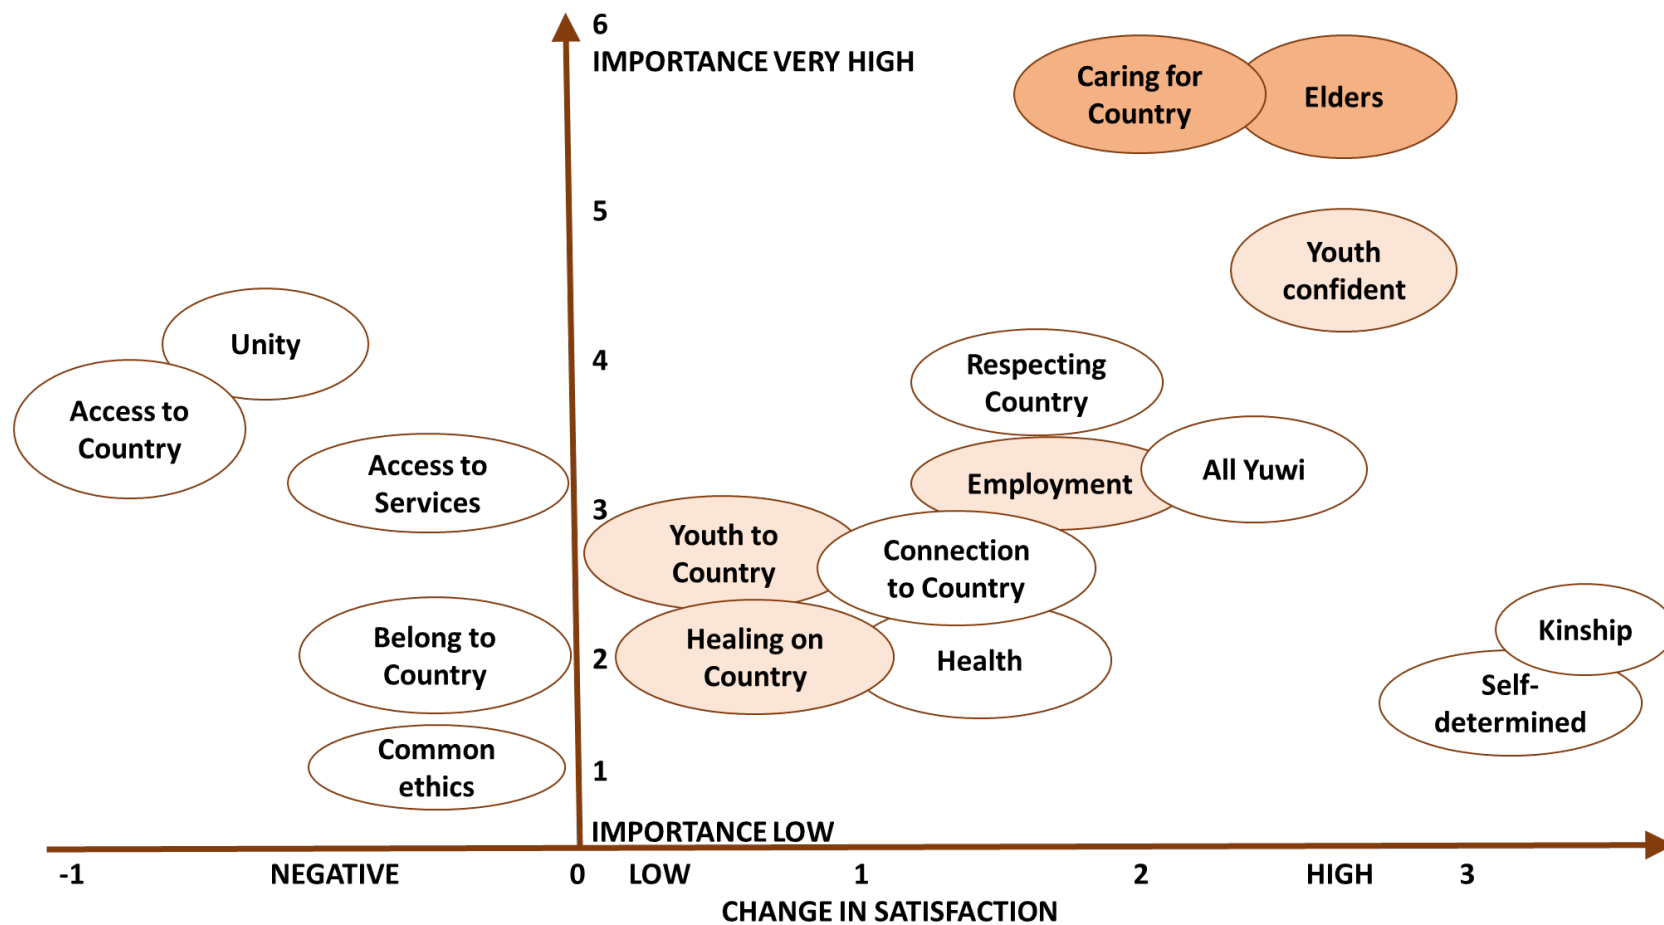 6
IMPORTANCE VERY HIGH
Caring for
Country
Elders
5
Youth
confident
Unity
4
Respecting
Country
Access to
Country
Access to
Services
Employment
All Yuwi
3
Youth to
Country
Connection
to Country
Belong to
Country
2
Healing on
Country
Health
Kinship
Self-
determined
Common
ethics
1
IMPORTANCE LOW
-1
NEGATIVE
0
LOW
1
2
HIGH
3
CHANGE IN SATISFACTION